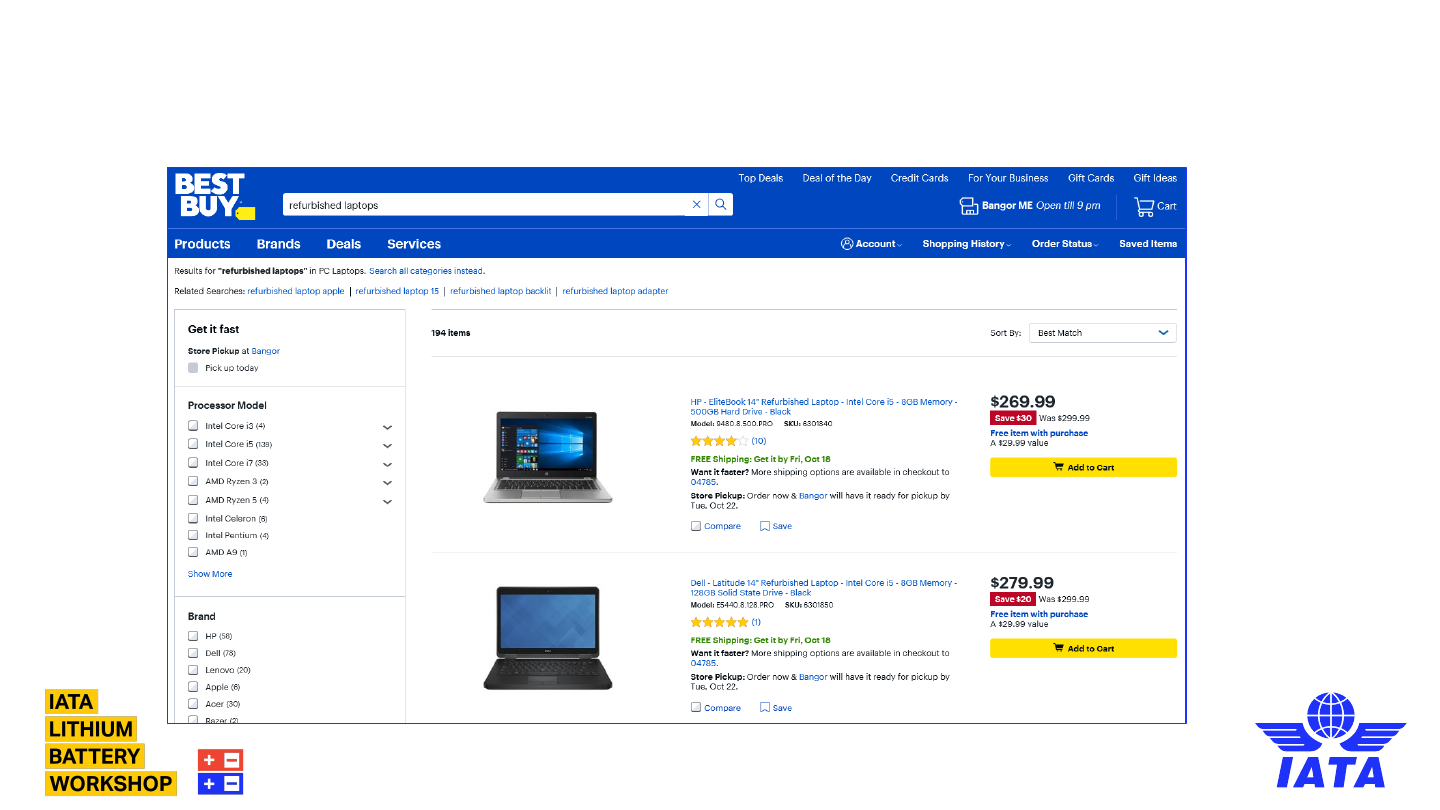 BEST
BUY
Top Deals Deal of the Day Credit Cards For Your Business Gift Cards Gift Ideas
refurbished laptops
Bangor ME Open till 9 pm Cart
Products Brands Deals Services
Account Shopping History Order Status Saved Items
Results for "refurbished laptops" in PC Laptops. Search all categories instead.
Related Searches: refurbished laptop apple | refurbished laptop 15 | refurbished laptop backlit | refurbished laptop adapter
Get it fast
Store Pickup at Bangor
Pick up today
Processor Model
Intel Core i3 (4)
Intel Core i5 (139)
Intel Core i7 (33)
AMD Ryzen 3 (2)
AMD Ryzen 5 (4)
Intel Celeron (6)
Intel Pentium (4)
AMD A9 (1)
Show More
Brand
HP (58)
Dell (78)
Lenovo (20)
Apple (6)
Acer (30)
Razer (2)
194 items
Sort By: Best Match
HP - EliteBook 14" Refurbished Laptop - Intel Core i5 - 8GB Memory -
500GB Hard Drive - Black
Model: 9480.8.500.PRO SKU: 6301840
(10)
FREE Shipping: Get it by Fri, Oct 18
Want it faster? More shipping options are available in checkout to
04785.
Store Pickup: Order now & Bangor will have it ready for pickup by
Tue, Oct 22.
Compare Save
$269.99
Save $30 Was $299.99
Free item with purchase
A $29.99 value
Add to Cart
Dell - Latitude 14" Refurbished Laptop - Intel Core i5 - 8GB Memory -
128GB Solid State Drive - Black
Model: E5440.8.128.PRO SKU: 6301850
(1)
FREE Shipping: Get it by Fri, Oct 18
Want it faster? More shipping options are available in checkout to
04785.
Store Pickup: Order now & Bangor will have it ready for pickup by
Tue, Oct 22.
Compare Save
$279.99
Save $20 Was $299.99
Free item with purchase
A $29.99 value
Add to Cart
IATA
LITHIUM
BATTERY
WORKSHOP
IATA